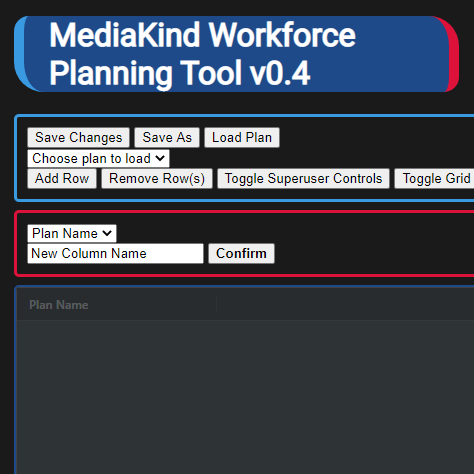 MediaKind Workforce
Planning Tool v0.4
Save Changes Save As Load Plan
Choose plan to load
Add Row Remove Row(s) Toggle Superuser Controls Toggle Grid
Plan Name
New Column Name Confirm
Plan Name